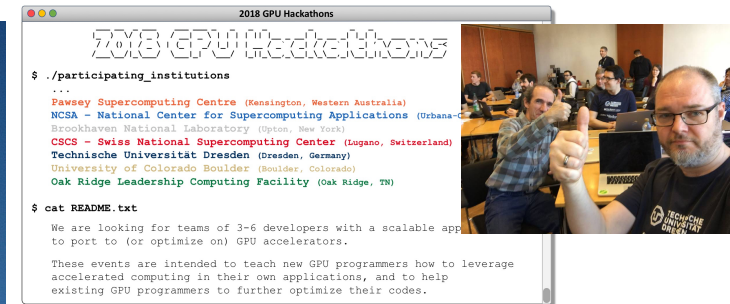 2018 GPU Hackathons
2018 GPU Hackathons
$ ./participating_institutions
...
Pawsey Supercomputing Centre (Kensington, Western Australia)
NCSA – National Center for Supercomputing Applications (Urbana-C
Brookhaven National Laboratory (Upton, New York)
CSCS – Swiss National Supercomputing Center (Lugano, Switzerland)
Technische Universität Dresden (Dresden, Germany)
University of Colorado Boulder (Boulder, Colorado)
Oak Ridge Leadership Computing Facility (Oak Ridge, TN)
$ cat README.txt
We are looking for teams of 3-6 developers with a scalable app
to port to (or optimize on) GPU accelerators.
These events are intended to teach new GPU programmers how to leverage
accelerated computing in their own applications, and to help
existing GPU programmers to further optimize their codes.
TECHNISCHE
UNIVERSITÄT
DRESDEN